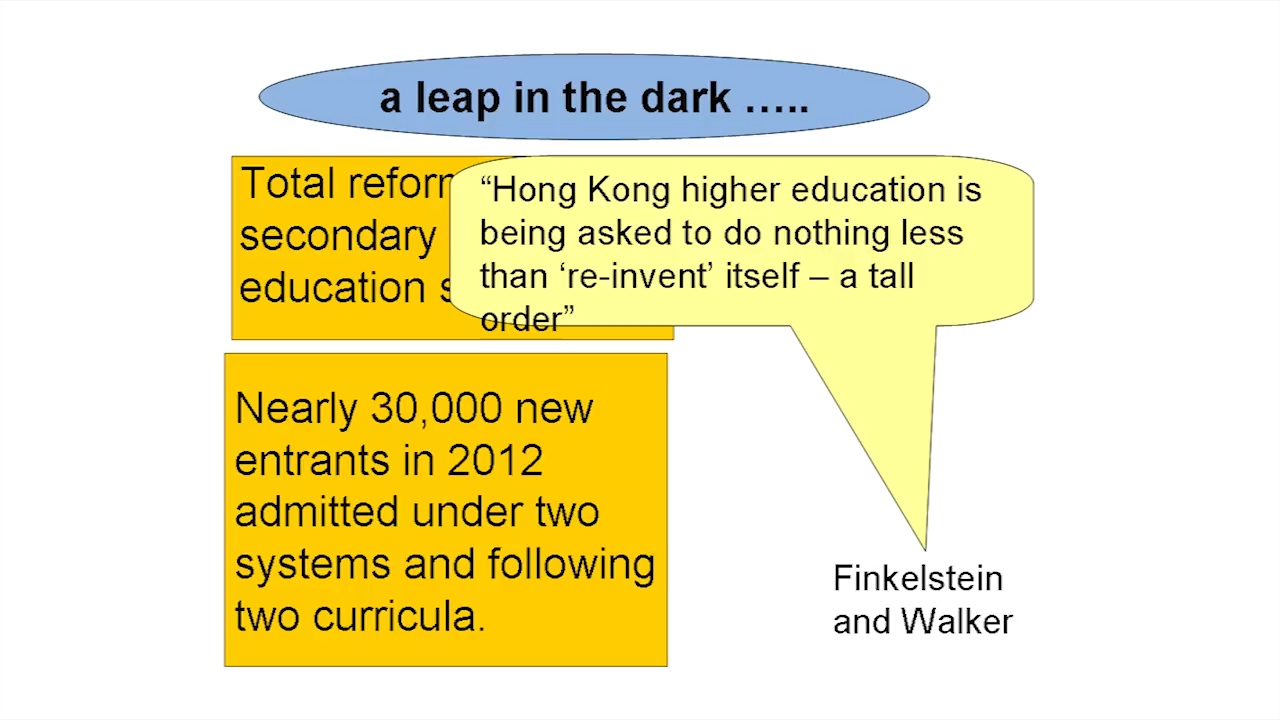 a leap in the dark …..
Total reform
secondary
education
“Hong Kong higher education is
being asked to do nothing less
than ‘re-invent’ itself – a tall
order”
Nearly 30,000 new
entrants in 2012
admitted under two
systems and following
two curricula.
Finkelstein
and Walker